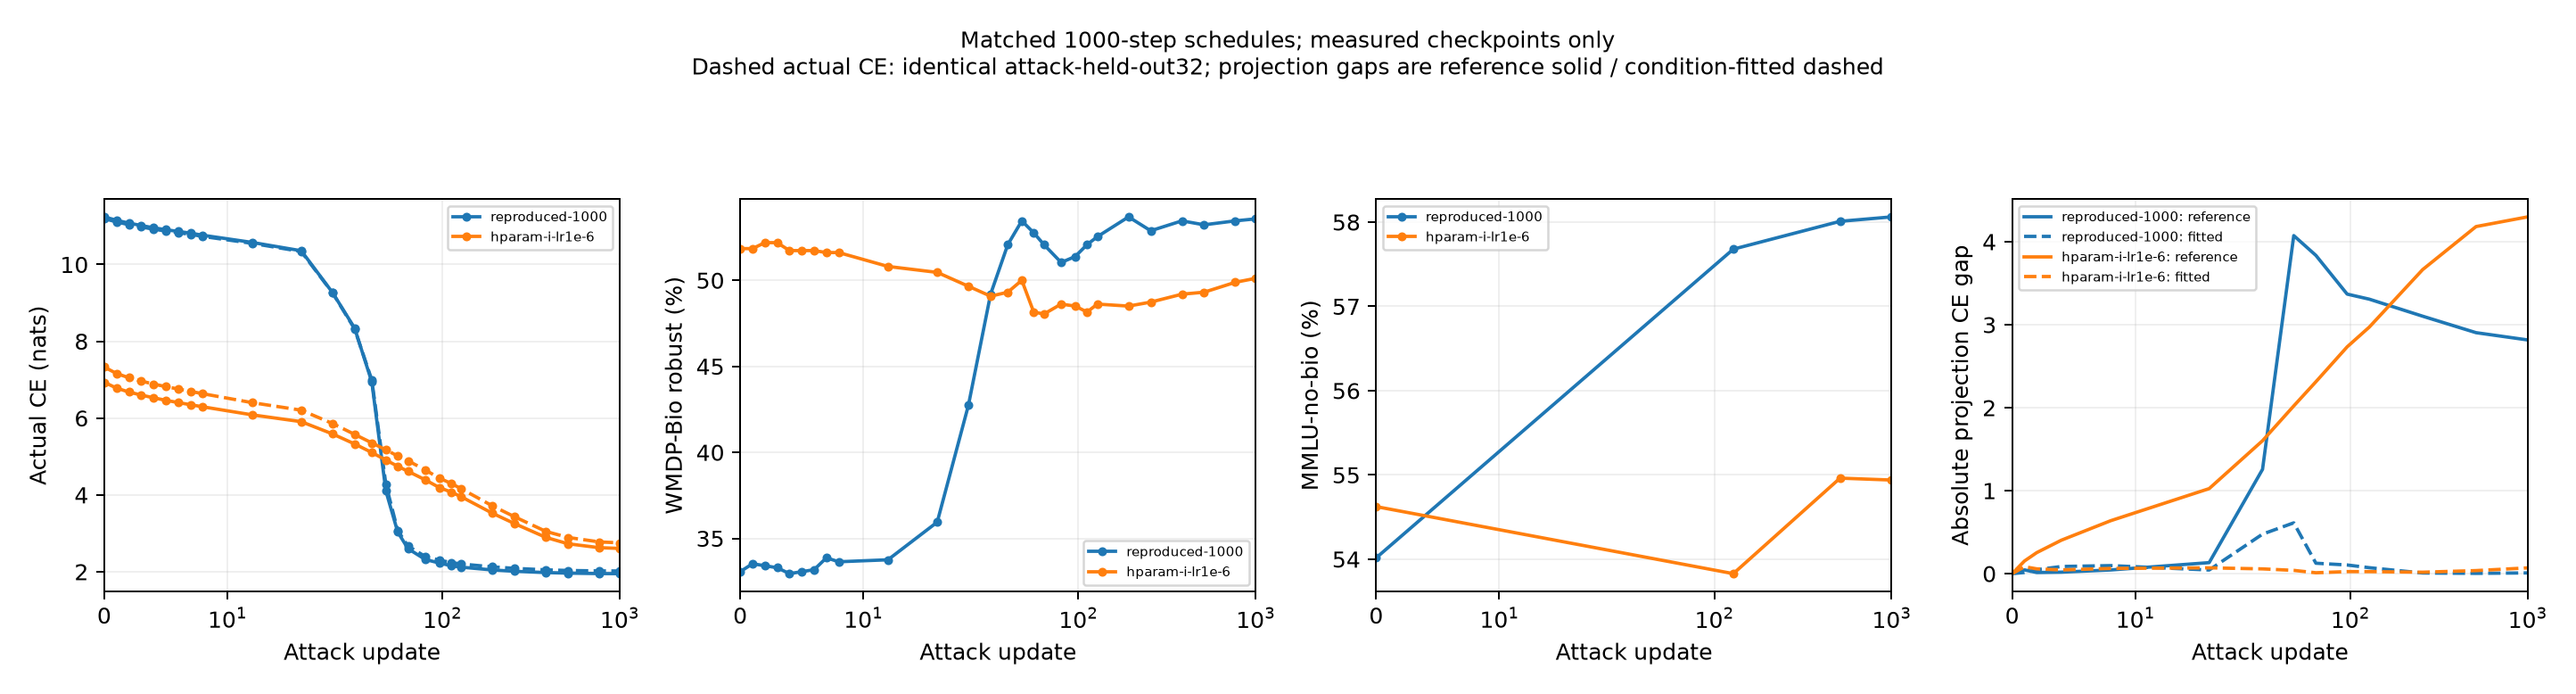 Matched 1000-step schedules; measured checkpoints only
Dashed actual CE: identical attack-held-out32; projection gaps are reference solid / condition-fitted dashed
Actual CE (nats)
10
8
6
4
2
reproduced-1000
hparam-i-lr1e-6
0
10¹
10²
10³
Attack update
WMDP-Bio robust (%)
50
45
40
35
reproduced-1000
hparam-i-lr1e-6
0
10¹
10²
10³
Attack update
MMLU-no-bio (%)
58
57
56
55
54
reproduced-1000
hparam-i-lr1e-6
0
10¹
10²
10³
Attack update
Absolute projection CE gap
4
3
2
1
0
reproduced-1000: reference
reproduced-1000: fitted
hparam-i-lr1e-6: reference
hparam-i-lr1e-6: fitted
0
10¹
10²
10³
Attack update